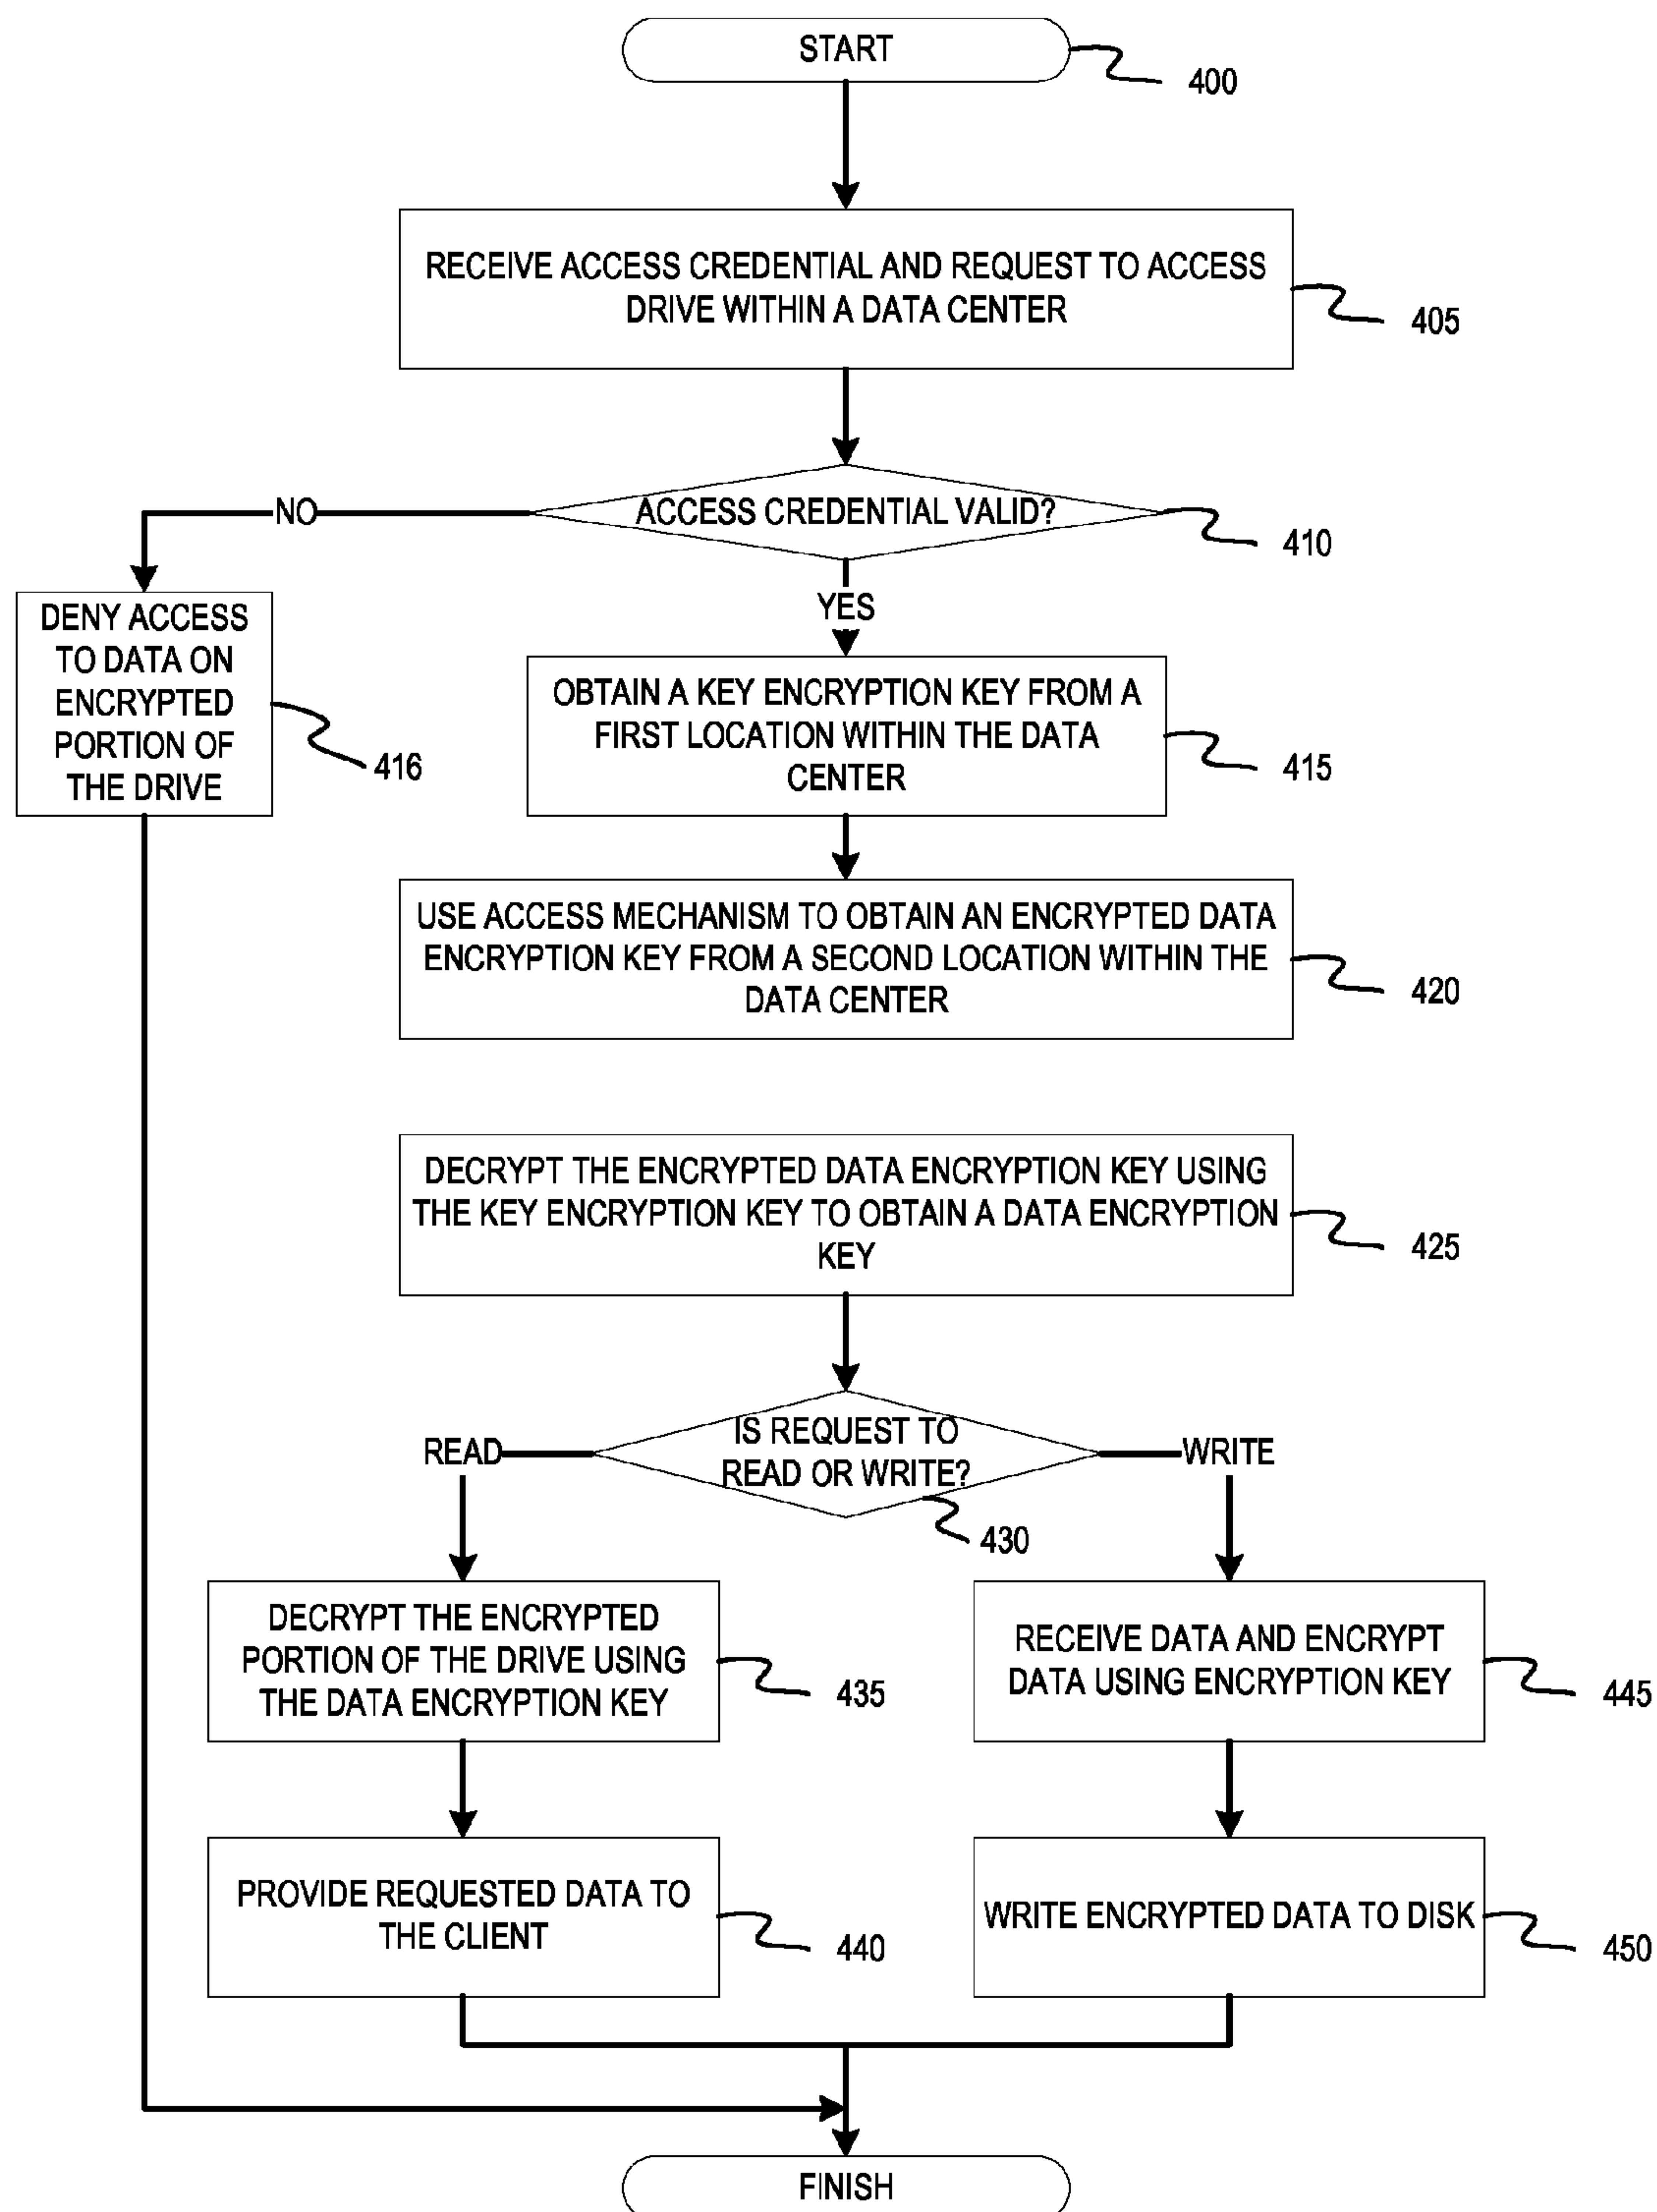 START
400
RECEIVE ACCESS CREDENTIAL AND REQUEST TO ACCESS
DRIVE WITHIN A DATA CENTER
405
ACCESS CREDENTIAL VALID?
410
NO
YES
DENY ACCESS
TO DATA ON
ENCRYPTED
PORTION OF
THE DRIVE
416
OBTAIN A KEY ENCRYPTION KEY FROM A
FIRST LOCATION WITHIN THE DATA
CENTER
415
USE ACCESS MECHANISM TO OBTAIN AN ENCRYPTED DATA
ENCRYPTION KEY FROM A SECOND LOCATION WITHIN THE
DATA CENTER
420
DECRYPT THE ENCRYPTED DATA ENCRYPTION KEY USING
THE KEY ENCRYPTION KEY TO OBTAIN A DATA ENCRYPTION
KEY
425
IS REQUEST TO
READ OR WRITE?
430
READ
WRITE
DECRYPT THE ENCRYPTED
PORTION OF THE DRIVE USING
THE DATA ENCRYPTION KEY
435
RECEIVE DATA AND ENCRYPT
DATA USING ENCRYPTION KEY
445
PROVIDE REQUESTED DATA TO
THE CLIENT
440
WRITE ENCRYPTED DATA TO DISK
450
FINISH